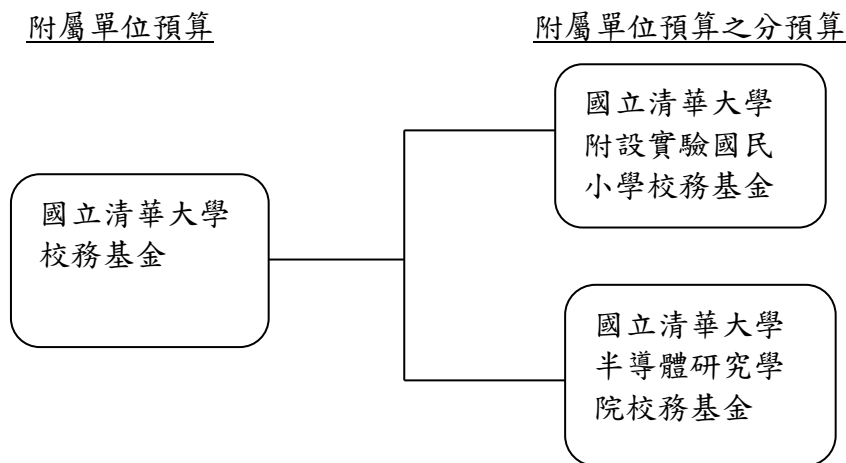 附屬單位預算
附屬單位預算之分預算
國立清華大學
附設實驗國民
小學校務基金
國立清華大學
校務基金
國立清華大學
半導體研究學
院校務基金